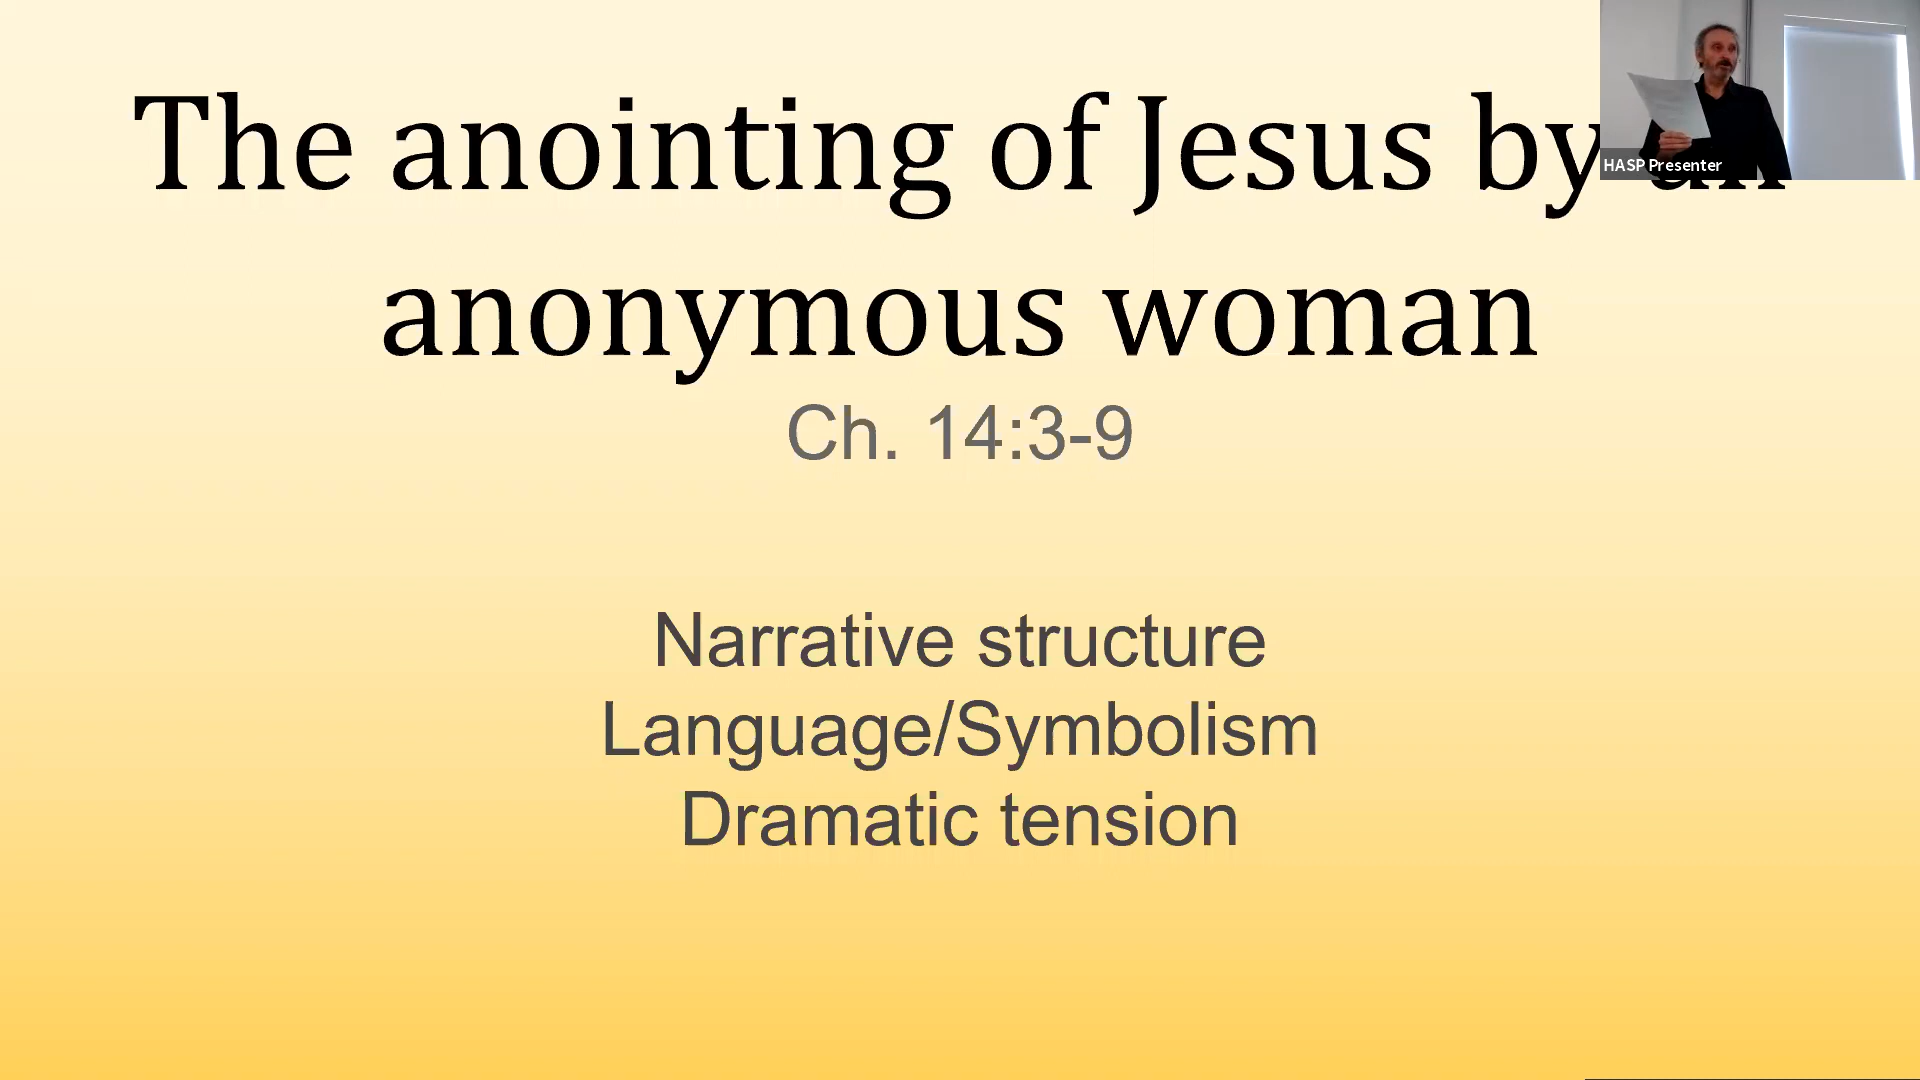 The anointing of Jesus by an
anonymous woman
Ch. 14:3-9
Narrative structure
Language/Symbolism
Dramatic tension
HASP Presenter